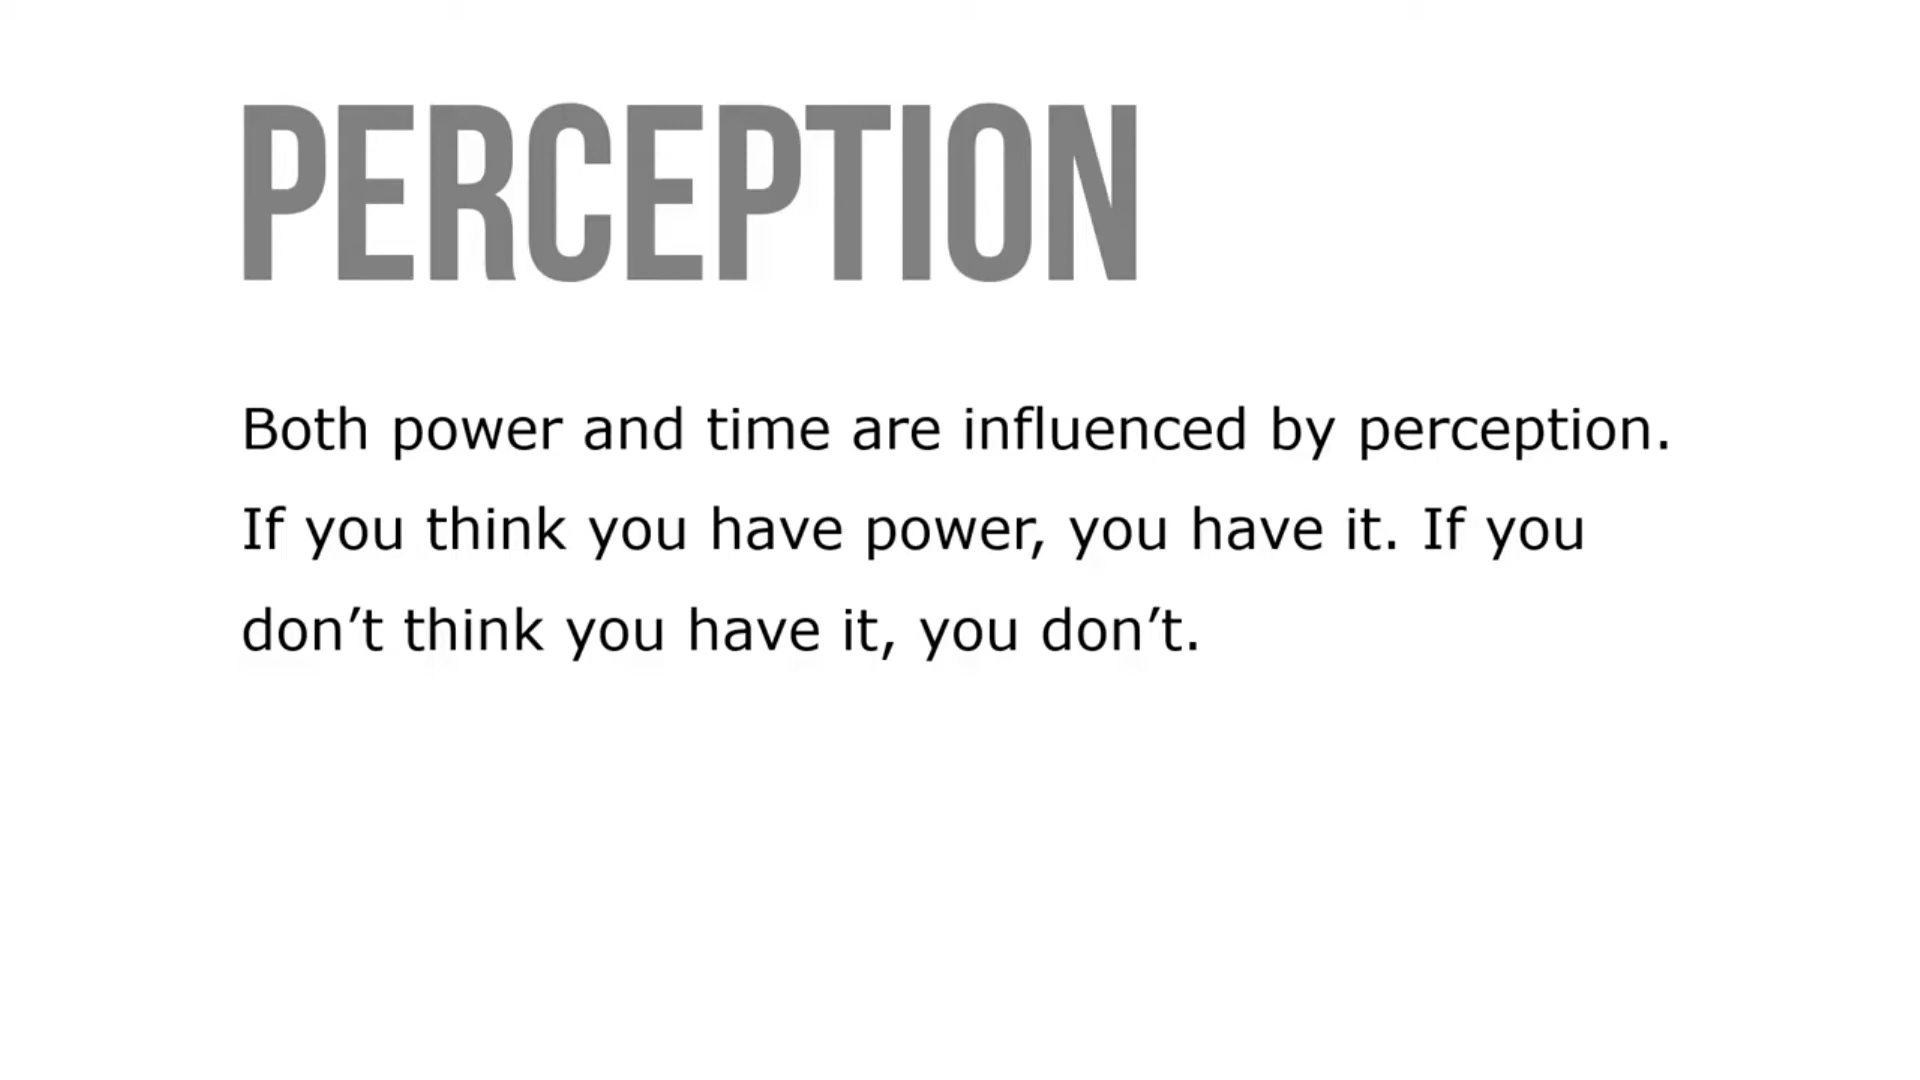 PERCEPTION
Both power and time are influenced by perception.
If you think you have power, you have it. If you
don’t think you have it, you don’t.